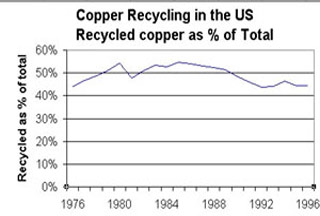 Copper Recycling in the US
Recycled copper as % of Total
Recycled as % of total
60%
50%
40%
30%
20%
10%
0%
1976 1980 1984 1988 1992 1996